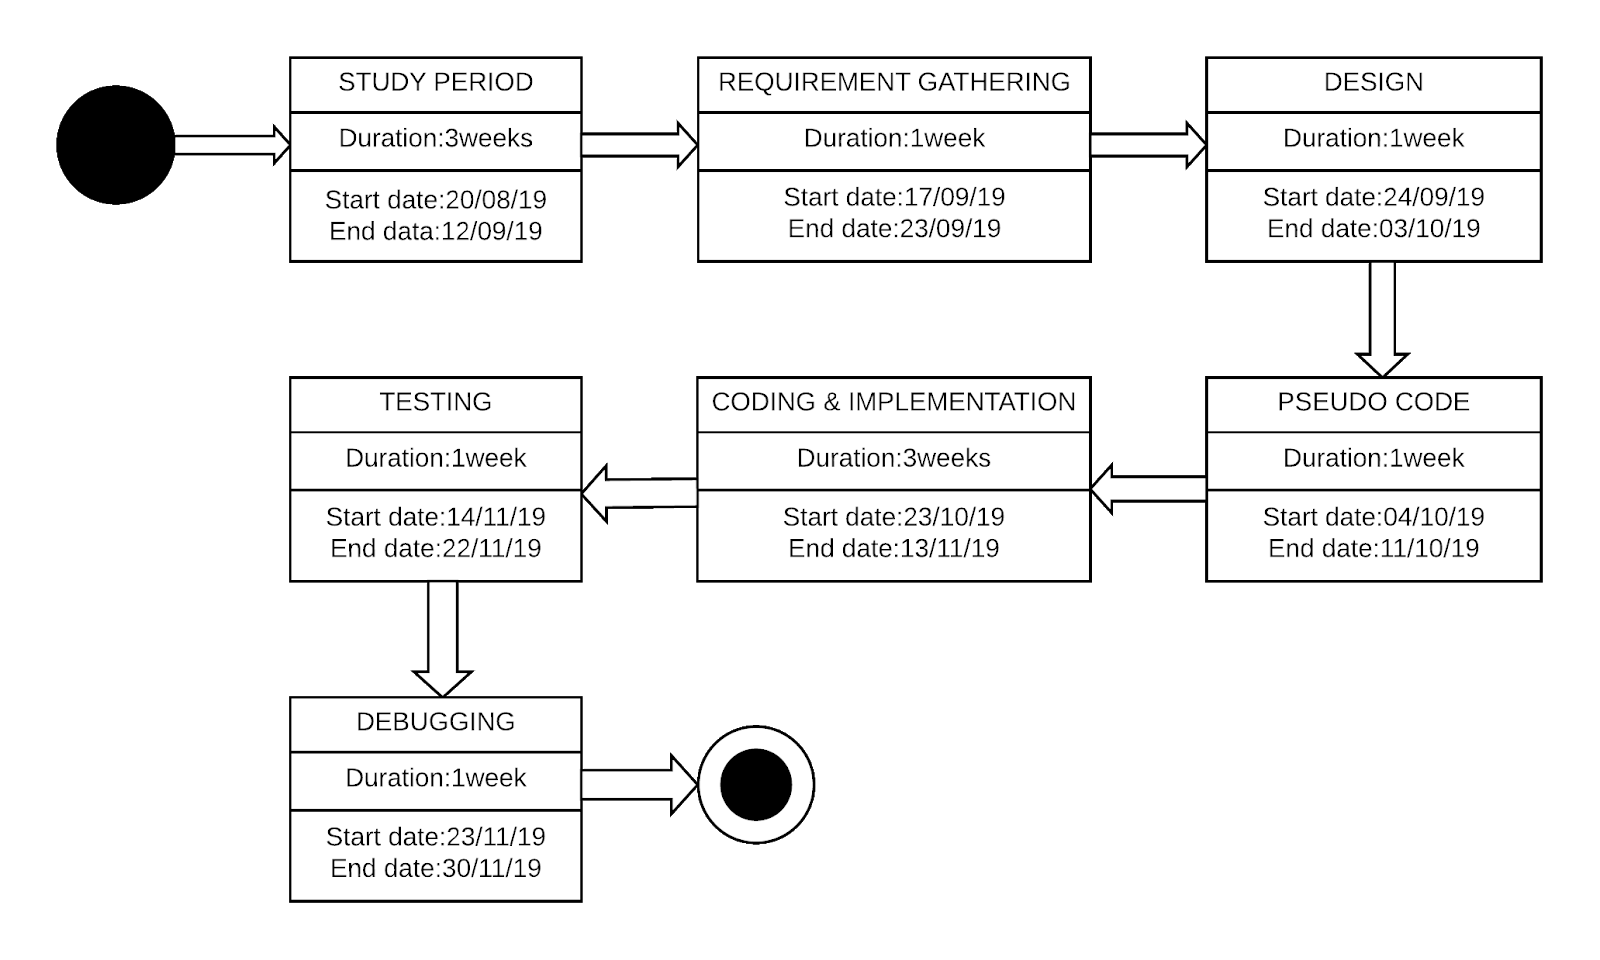 STUDY PERIOD
Duration:3weeks
Start date:20/08/19
End data:12/09/19
REQUIREMENT GATHERING
Duration:1week
Start date:17/09/19
End date:23/09/19
DESIGN
Duration:1week
Start date:24/09/19
End date:03/10/19
PSEUDO CODE
Duration:1week
Start date:04/10/19
End date:11/10/19
CODING & IMPLEMENTATION
Duration:3weeks
Start date:23/10/19
End date:13/11/19
TESTING
Duration:1week
Start date:14/11/19
End date:22/11/19
DEBUGGING
Duration:1week
Start date:23/11/19
End date:30/11/19